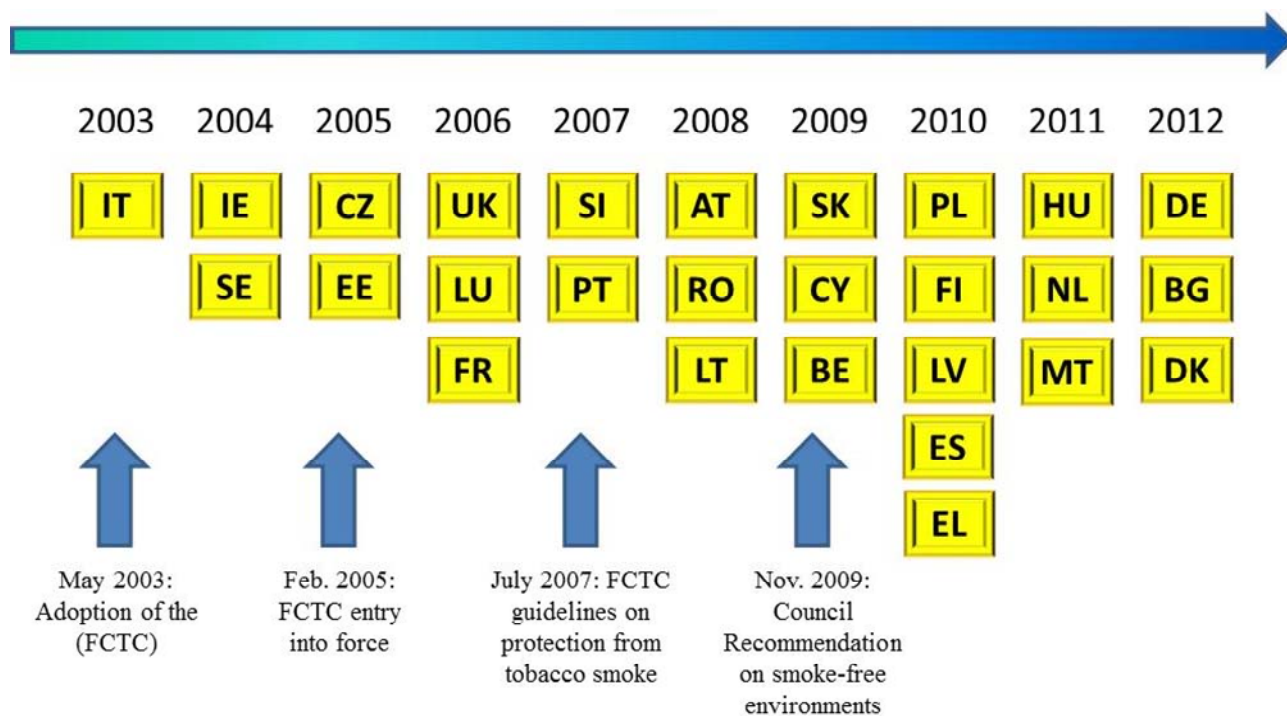 2003 2004 2005 2006 2007 2008 2009 2010 2011 2012
IT IE CZ UK SI AT SK PL HU DE
SE EE LU PT RO CY FI NL BG
FR LT BE LV MT DK
ES
EL
May 2003:
Adoption of the
(FCTC)
Feb. 2005:
FCTC entry
into force
July 2007: FCTC
guidelines on
protection from
tobacco smoke
Nov. 2009:
Council
Recommendation
on smoke-free
environments